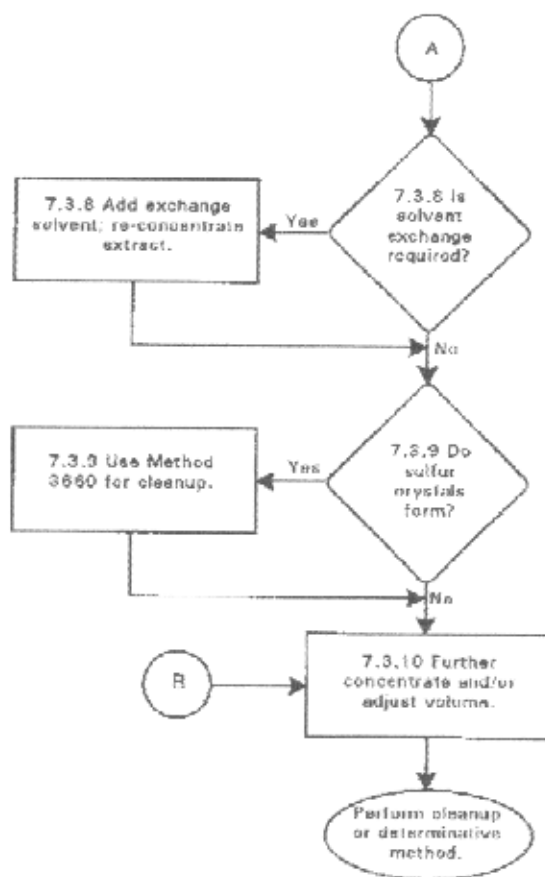 A
7.3.8 Is
solvent
exchange
required?
Yes
7.3.8 Add exchange
solvent; re-concentrate
extract.
No
7.3.9 Do
sulfur
crystals
form?
Yes
7.3.9 Use Method
3660 for cleanup.
No
B
7.3.10 Further
concentrate and/or
adjust volume.
Perform cleanup
or determinative
method.